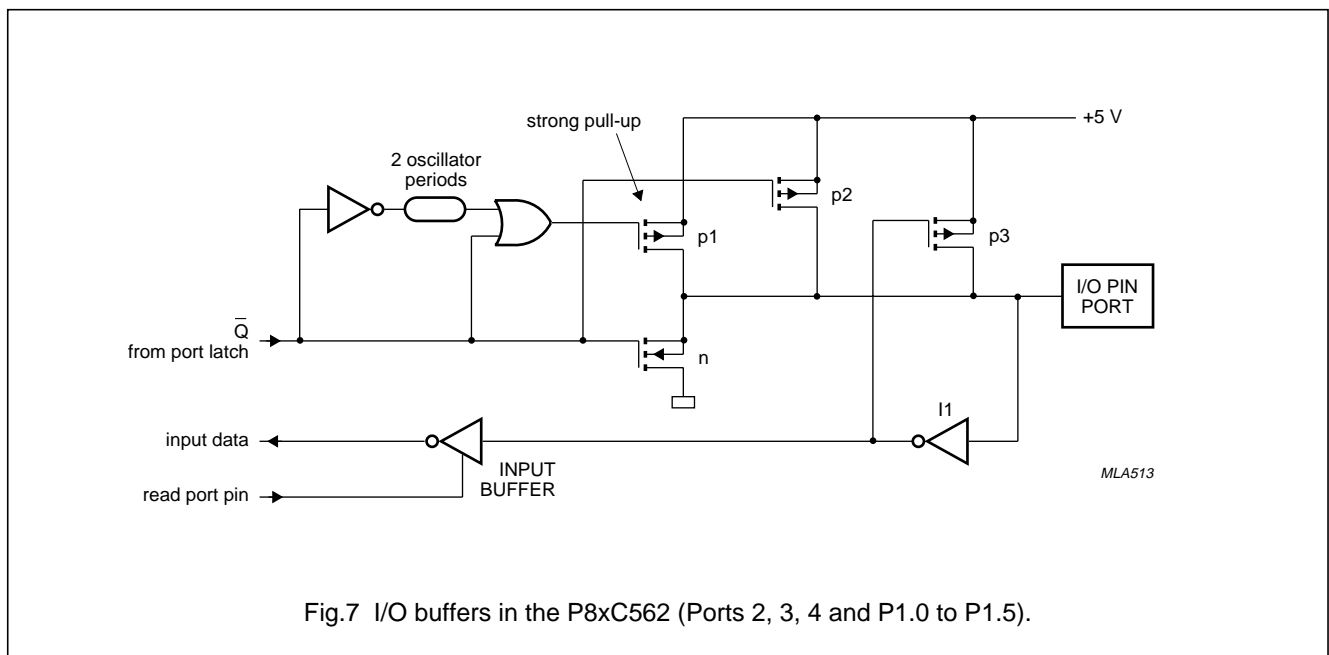 strong pull-up
+5 V
2 oscillator
periods
p2
p1
p3
I/O PIN
PORT
Q̅
from port latch
n
I1
input data
INPUT
BUFFER
read port pin
MLA513
Fig.7 I/O buffers in the P8xC562 (Ports 2, 3, 4 and P1.0 to P1.5).